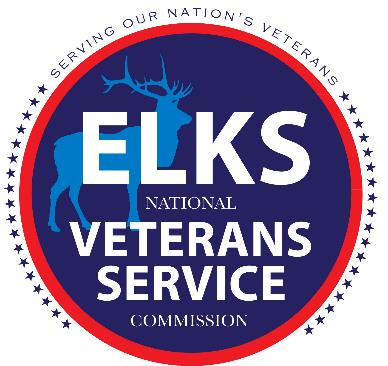 SERVING OUR NATION'S VETERANS
ELKS
NATIONAL
VETERANS
SERVICE
COMMISSION